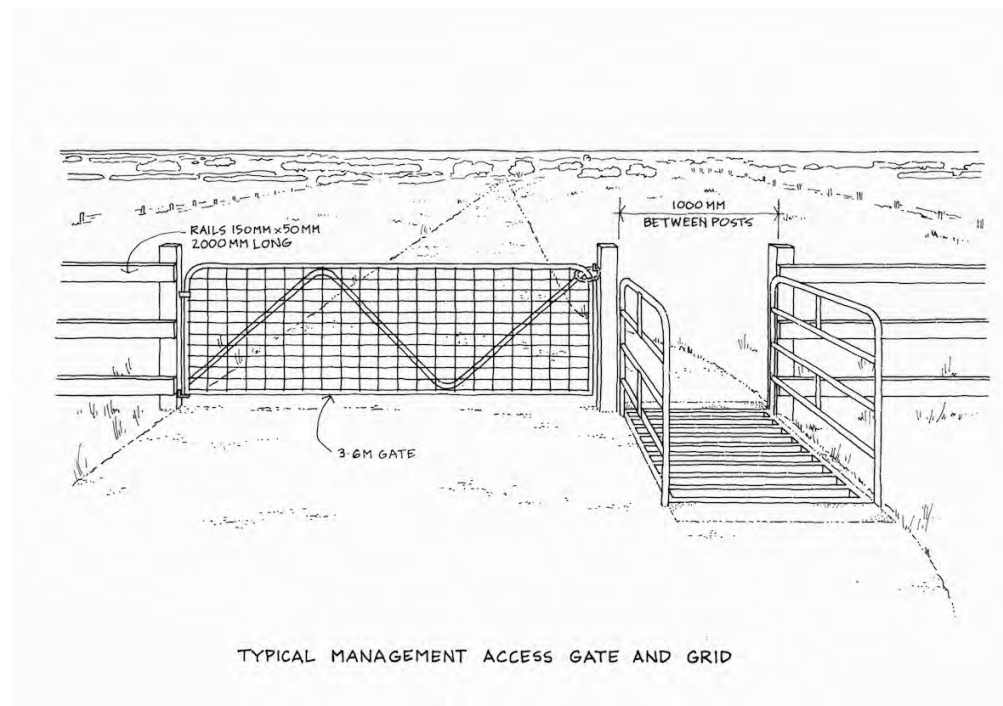 1000 MM
BETWEEN POSTS
RAILS 150MM x 50MM
2000 MM LONG
3.6M GATE
TYPICAL MANAGEMENT ACCESS GATE AND GRID